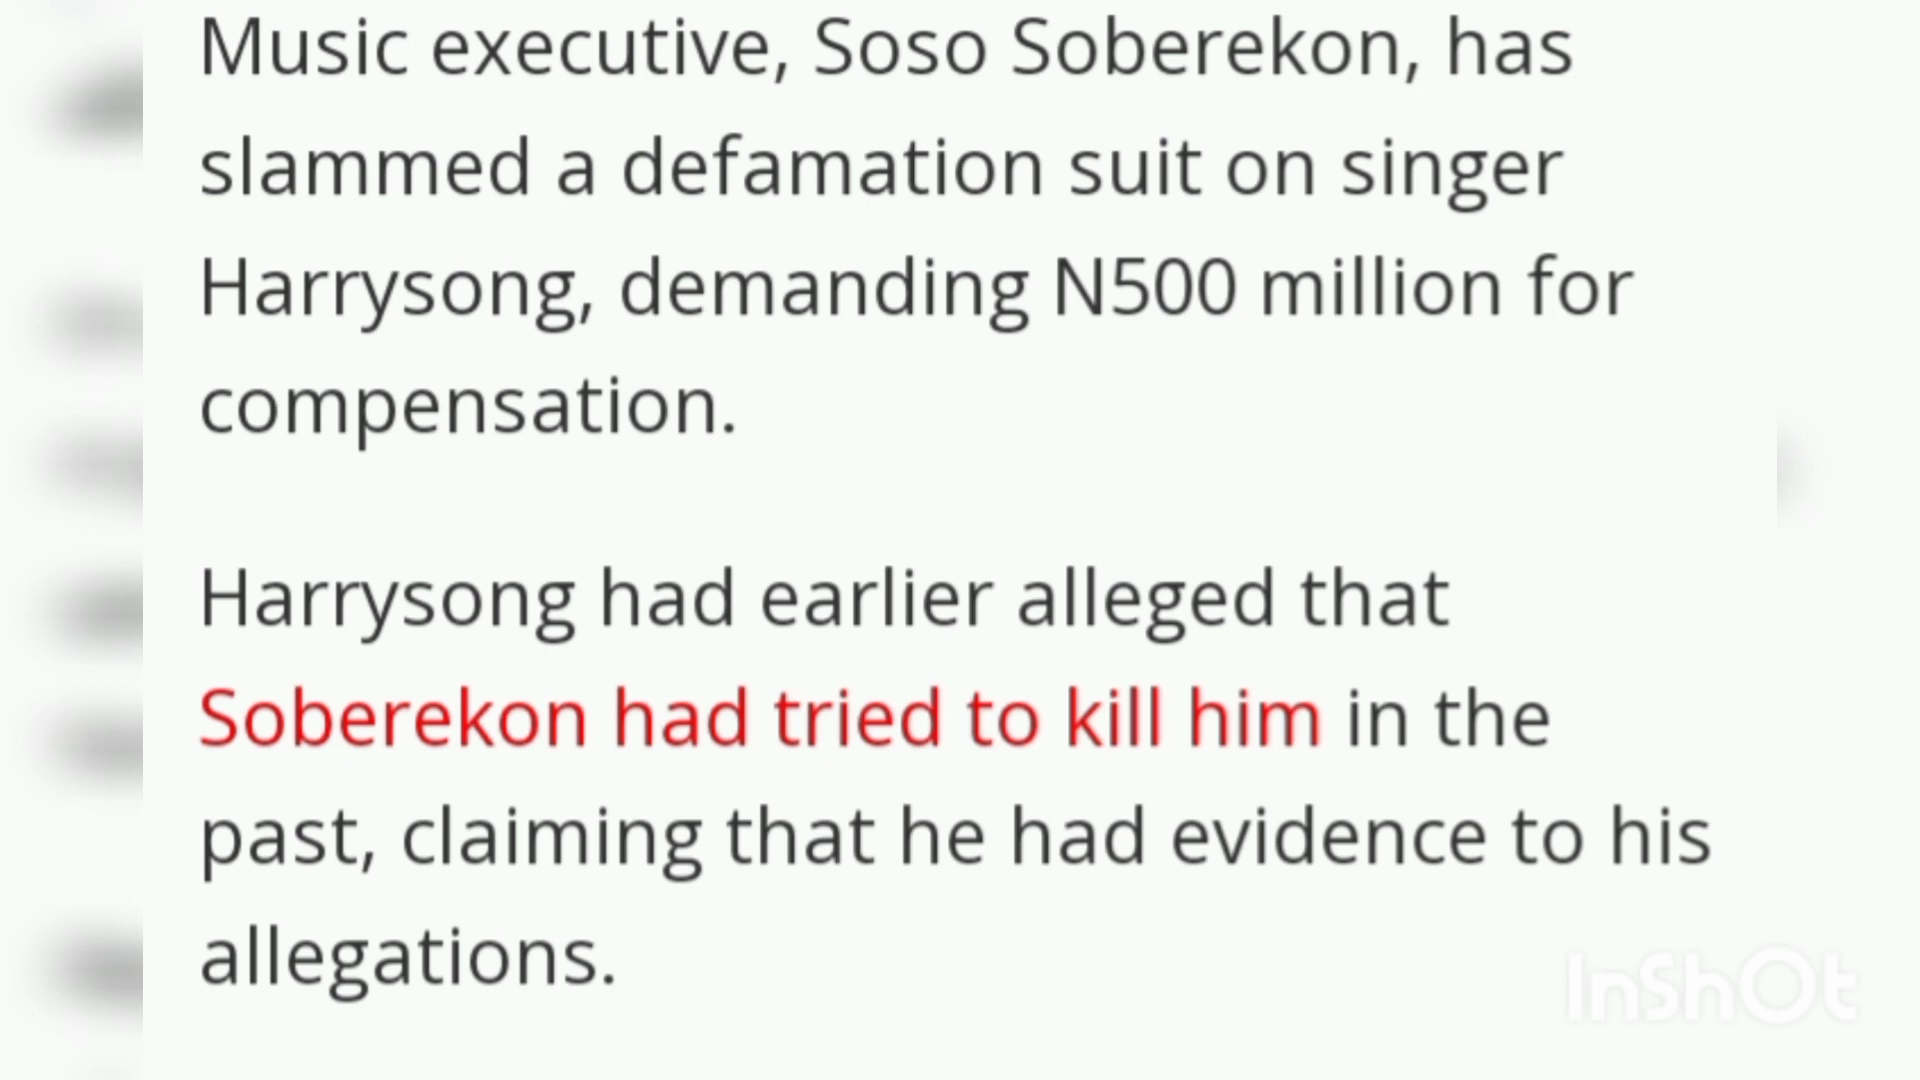 Music executive, Soso Soberekon, has
slammed a defamation suit on singer
Harrysong, demanding N500 million for
compensation.
Harrysong had earlier alleged that
Soberekon had tried to kill him in the
past, claiming that he had evidence to his
allegations.
InShOt